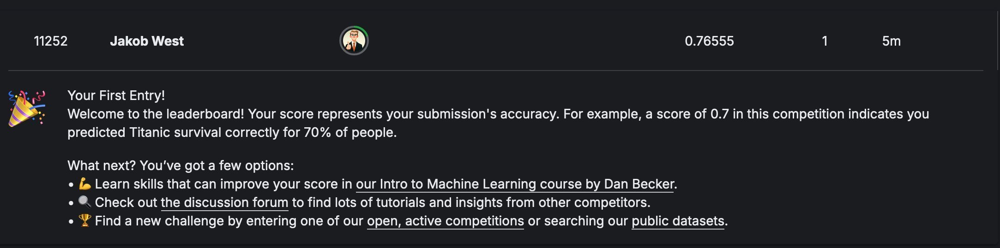 11252 Jakob West 0.76555 1 5m
Your First Entry!
Welcome to the leaderboard! Your score represents your submission's accuracy. For example, a score of 0.7 in this competition indicates you
predicted Titanic survival correctly for 70% of people.
What next? You’ve got a few options:
• 💪 Learn skills that can improve your score in our Intro to Machine Learning course by Dan Becker.
• 🔍 Check out the discussion forum to find lots of tutorials and insights from other competitors.
• 🏆 Find a new challenge by entering one of our open, active competitions or searching our public datasets.